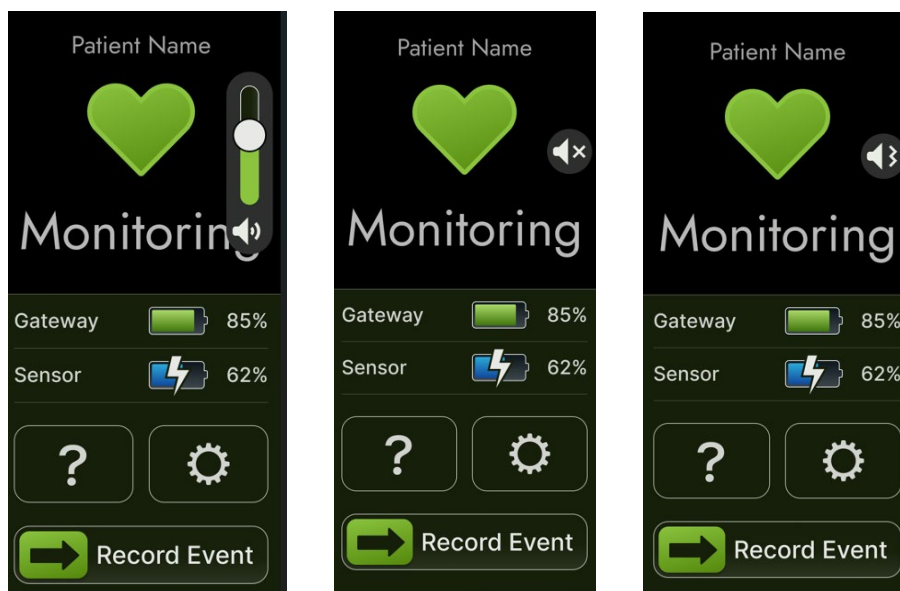 Patient Name
Monitoring
Gateway 85%
Sensor 62%
?
Record Event
Patient Name
Monitoring
Gateway 85%
Sensor 62%
?
Record Event
Patient Name
Monitoring
Gateway 85%
Sensor 62%
?
Record Event